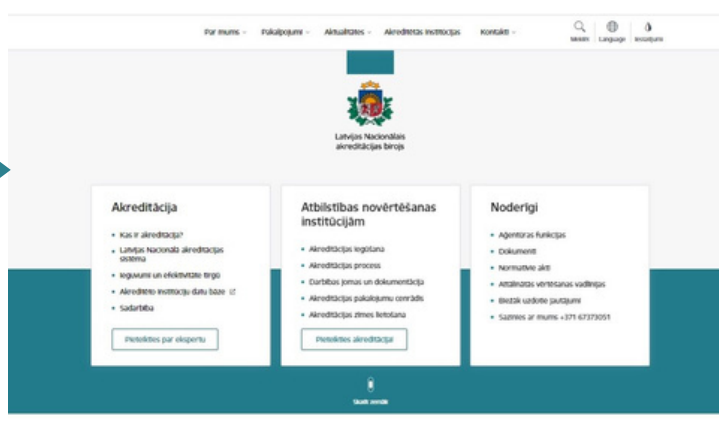 Par mums
Pakalpojumi
Aktualitātes
Akreditētās institūcijas
Kontakti
Meklēt
Language
Iestatījumi
Latvijas Nacionālais
akreditācijas birojs
Akreditācija
Kas ir akreditācija?
Latvijas Nacionālā akreditācijas
sistēma
Ieguvumi un efektivitāte tirgū
Akreditēto institūciju datu bāze
Sadarbība
Pieteikties par ekspertu
Atbilstības novērtēšanas
institūcijām
Akreditācijas iegūšana
Akreditācijas process
Darbības jomas un dokumentācija
Akreditācijas pakalojumu cenrādis
Akreditācijas zīmes lietošana
Pieteikties akreditācijai
Noderīgi
Aģentūras funkcijas
Dokumenti
Normatīvie akti
Attālinātās vērtēšanas vadlīnijas
Biežāk uzdotie jautājumi
Sazinies ar mums +371 67373051
Skatīt zemāk